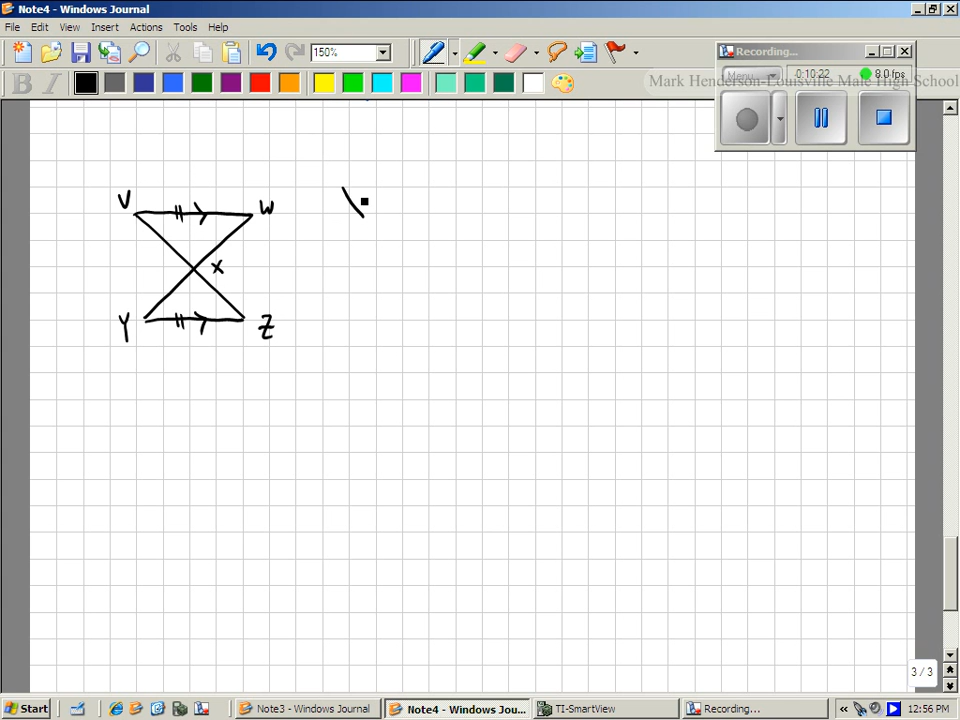 Note4 - Windows Journal
File Edit View Insert Actions Tools Help
150%
Recording...
Menu 0:10:22 8.0 fps
B I
Mark Henderson-Louisville Male High School
V W
X
Y Z
3 / 3
Start Note3 - Windows Journal Note4 - Windows Jou... TI-SmartView Recording... « 12:56 PM